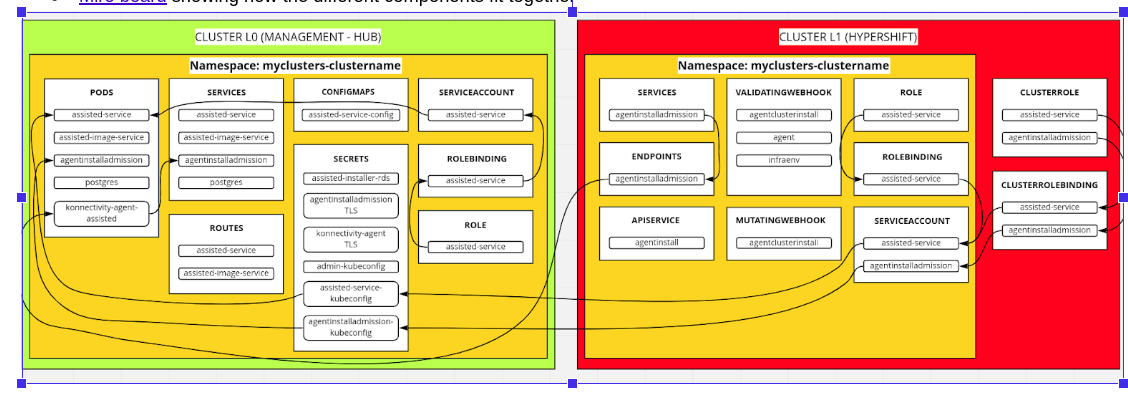 Miro board showing how the different components fit together
CLUSTER L0 (MANAGEMENT - HUB)
Namespace: myclusters-clustername
PODS
assisted-service
assisted-image-service
agentinstalladmission
postgres
konnectivity-agent-
assisted
SERVICES
assisted-service
assisted-image-service
agentinstalladmission
postgres
ROUTES
assisted-service
assisted-image-service
CONFIGMAPS
assisted-service-config
SECRETS
assisted-installer-rds
agentinstalladmission
TLS
konnectivity-agent
TLS
admin-kubeconfig
assisted-service-
kubeconfig
agentinstalladmission-
kubeconfig
SERVICEACCOUNT
assisted-service
ROLEBINDING
assisted-service
ROLE
assisted-service
CLUSTER L1 (HYPERSHIFT)
Namespace: myclusters-clustername
SERVICES
agentinstalladmission
ENDPOINTS
agentinstalladmission
APISERVICE
agentinstall
VALIDATINGWEBHOOK
agentclusterinstall
agent
infraenv
MUTATINGWEBHOOK
agentclusterinstall
ROLE
assisted-service
ROLEBINDING
assisted-service
SERVICEACCOUNT
assisted-service
agentinstalladmission
CLUSTERROLE
assisted-service
agentinstalladmission
CLUSTERROLEBINDING
assisted-service
agentinstalladmission